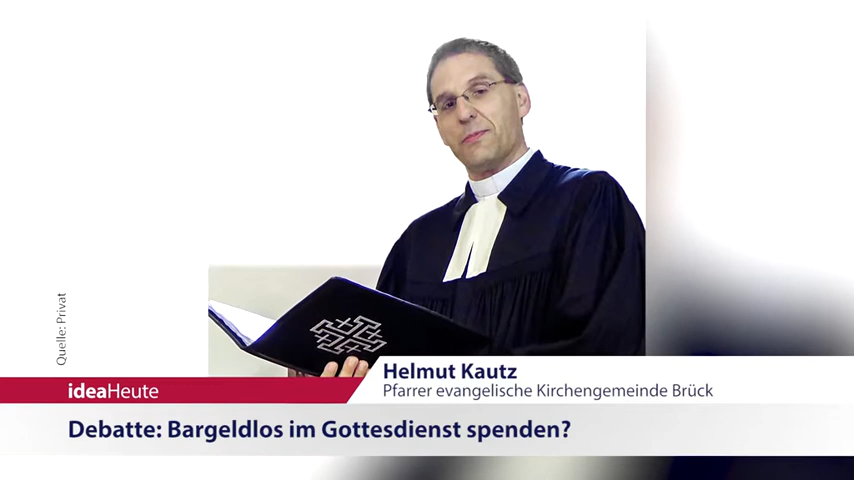 Quelle: Privat
Helmut Kautz
Pfarrer evangelische Kirchengemeinde Brück
ideaHeute
Debatte: Bargeldlos im Gottesdienst spenden?